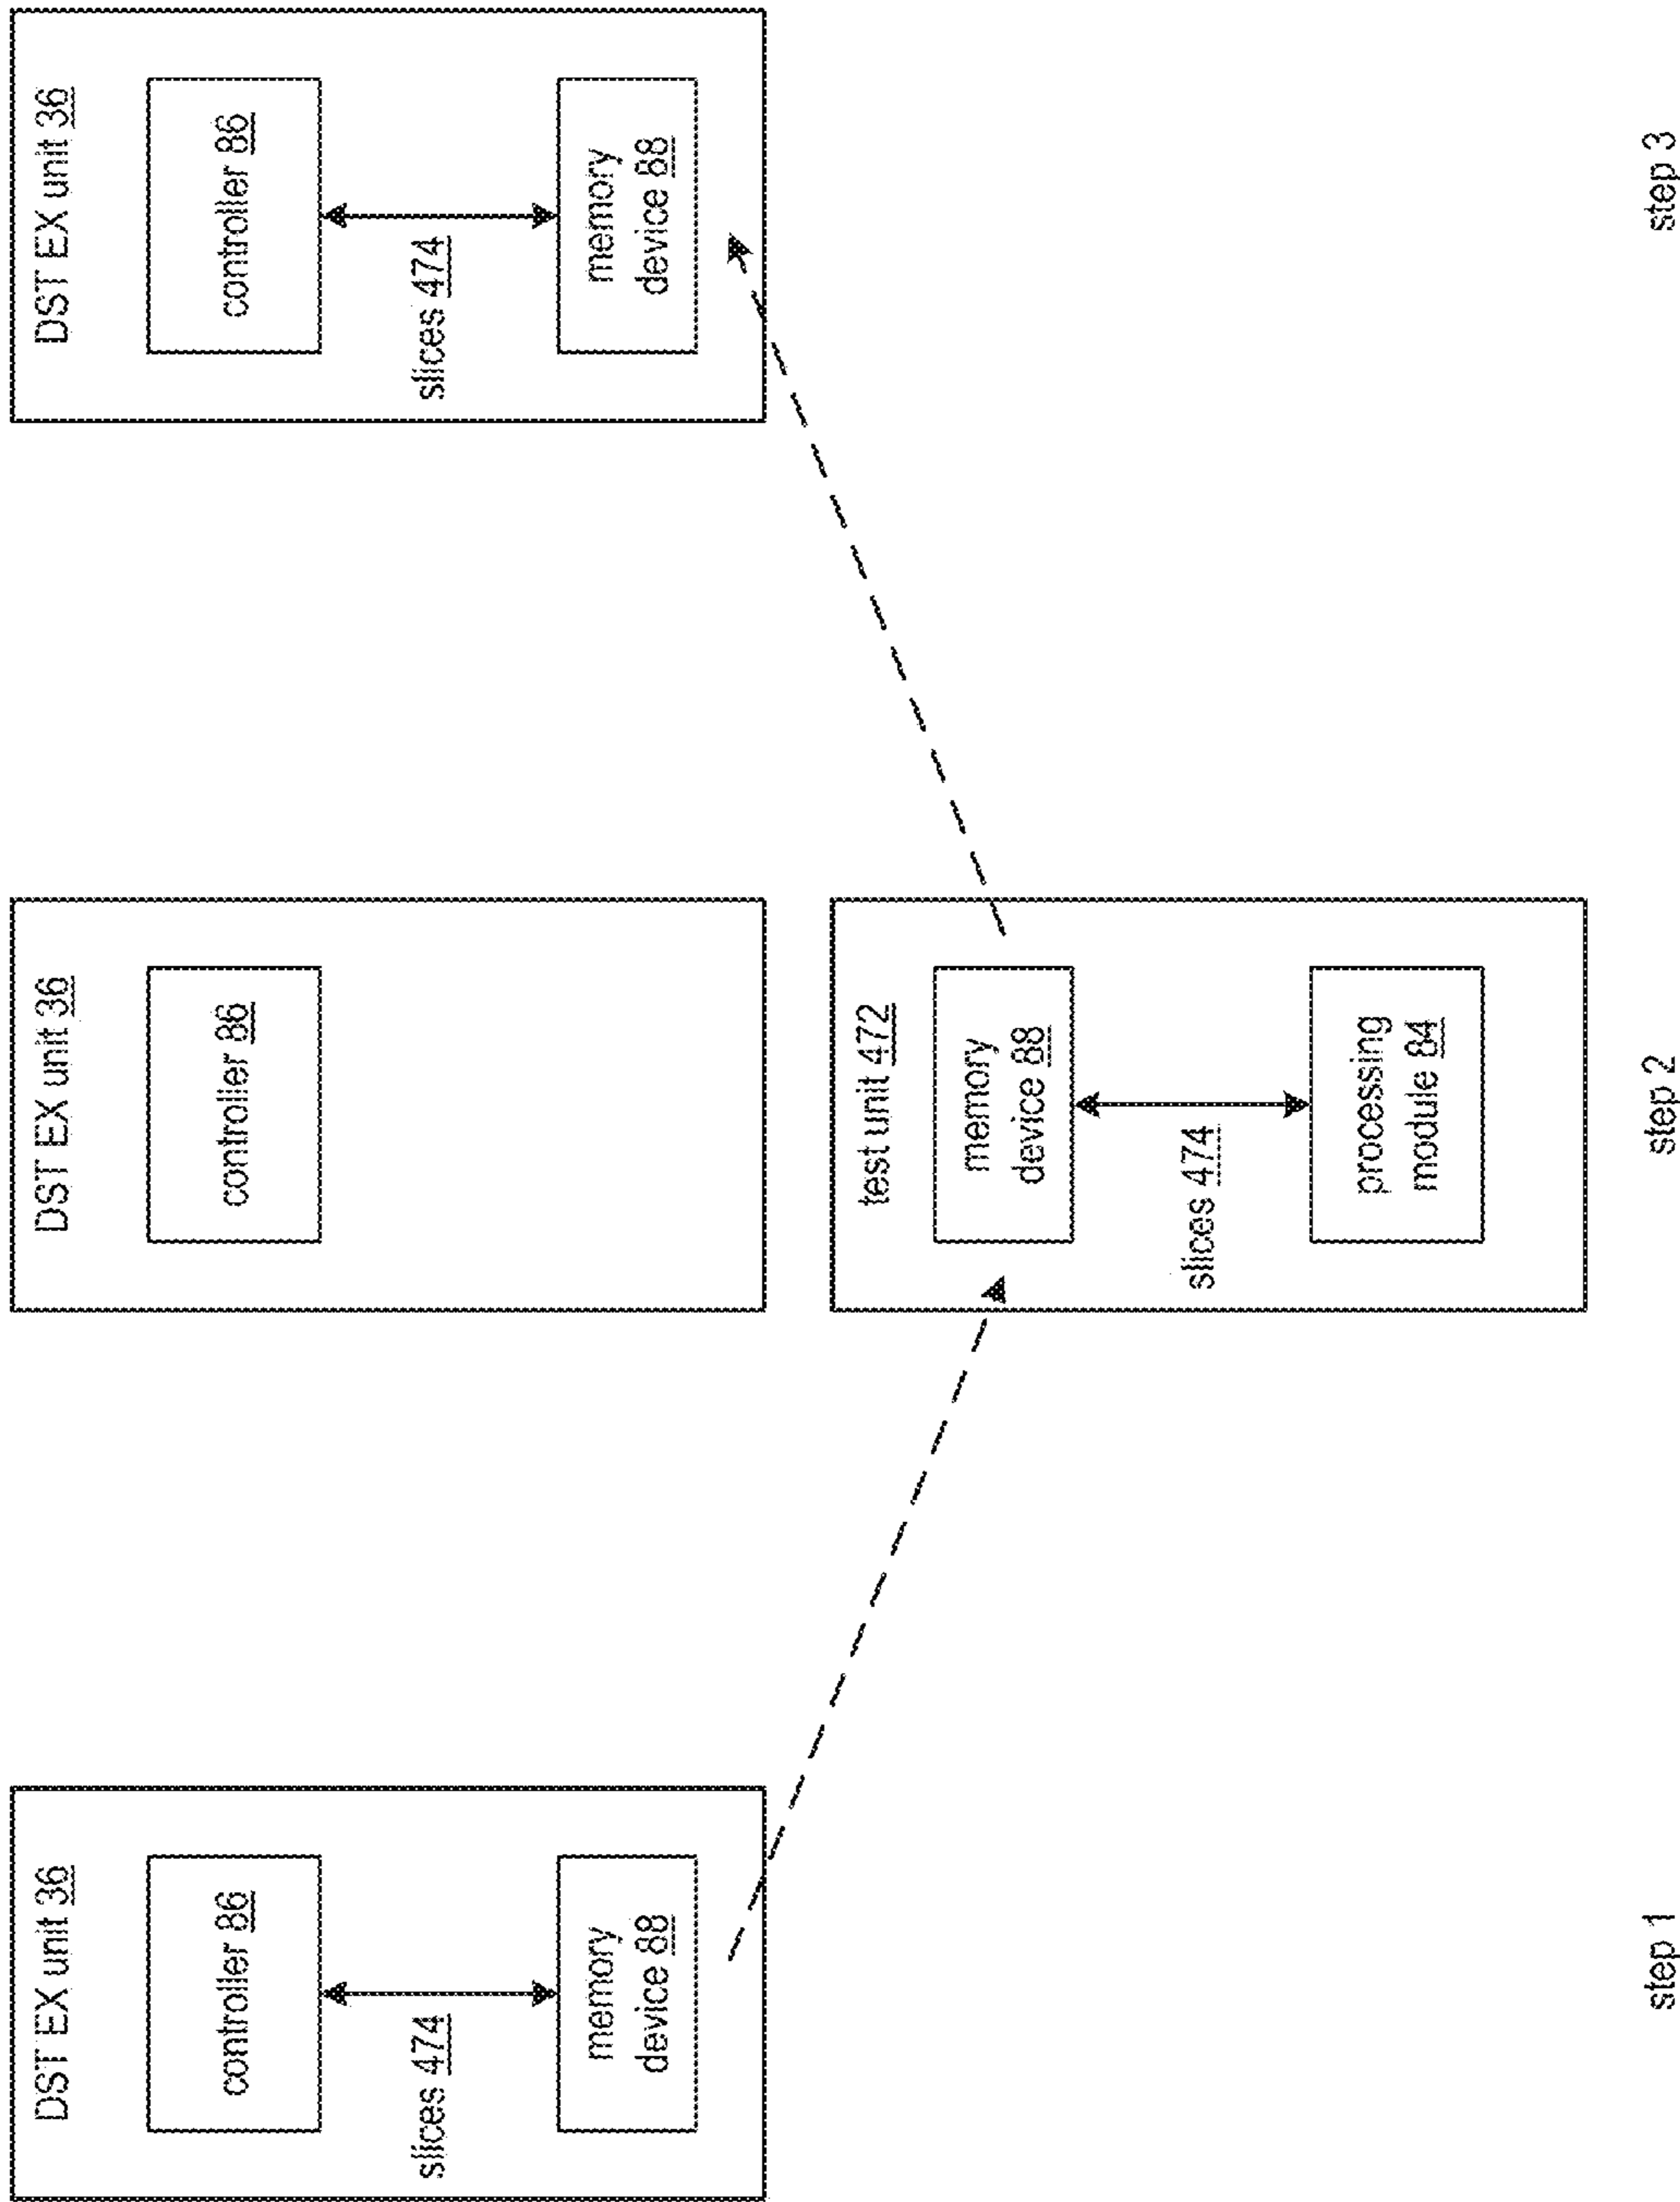 DST EX unit 36
controller 86
slices 474
memory
device 88
step 1
DST EX unit 36
controller 86
test unit 472
memory
device 88
slices 474
processing
module 84
step 2
DST EX unit 36
controller 86
slices 474
memory
device 88
step 3